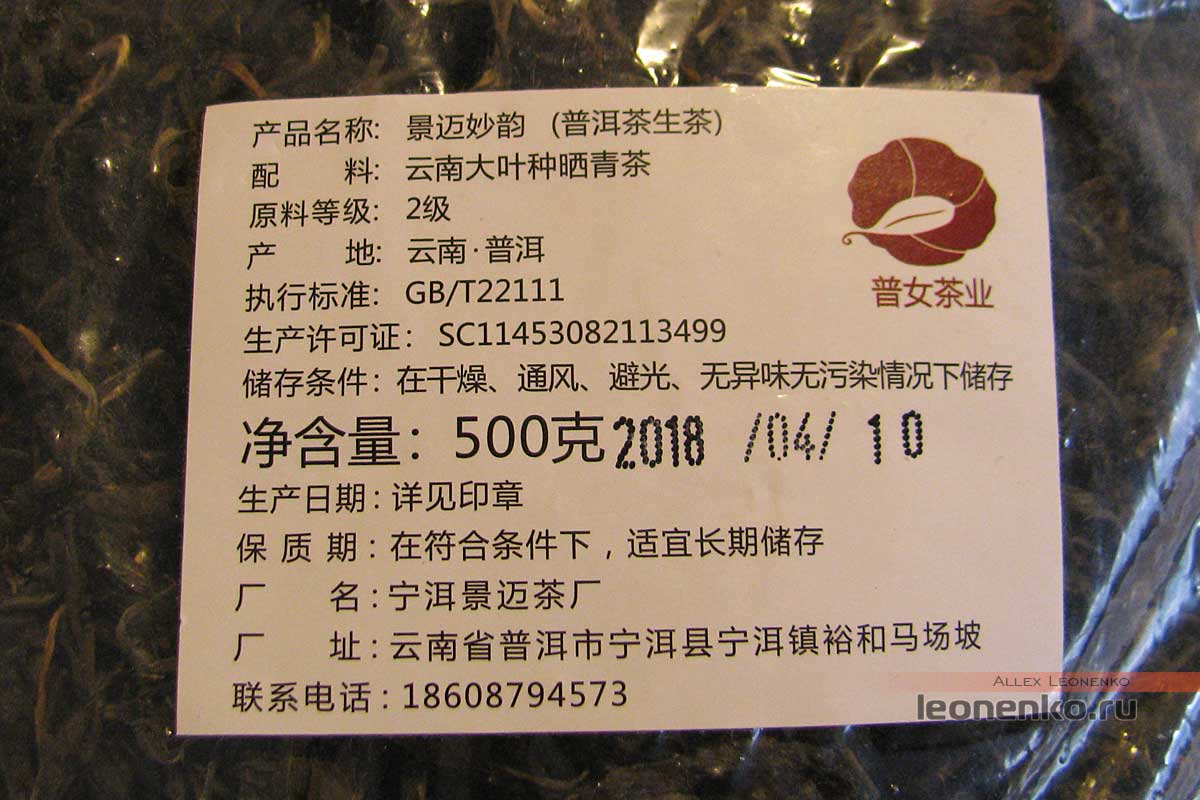 产品名称: 景迈妙韵 (普洱茶生茶)
配 料: 云南大叶种晒青茶
原料等级: 2级
产 地: 云南·普洱
执行标准: GB/T22111
生产许可证: SC11453082113499
储存条件: 在干燥、通风、避光、无异味无污染情况下储存
净含量: 500克 2018 /04/ 10
生产日期: 详见印章
保 质 期: 在符合条件下,适宜长期储存
厂 名: 宁洱景迈茶厂
厂 址: 云南省普洱市宁洱县宁洱镇裕和马场坡
联系电话: 18608794573
普女茶业
ALLEX LEONENKO
leonenko.ru